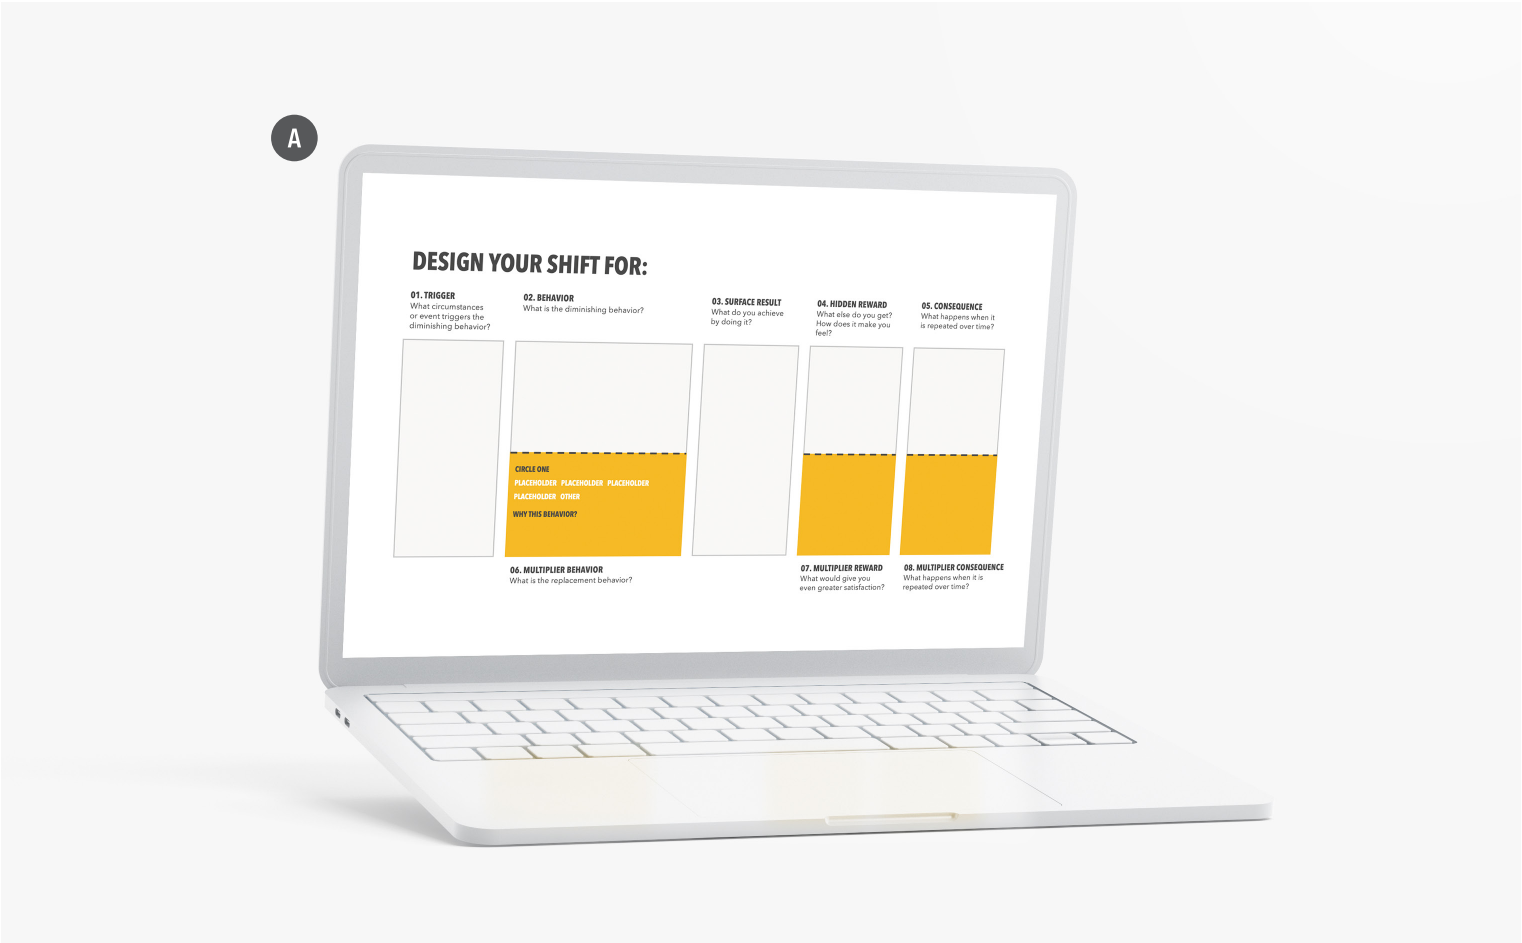 A
DESIGN YOUR SHIFT FOR:
01. TRIGGER
What circumstances
or event triggers the
diminishing behavior?
02. BEHAVIOR
What is the diminishing behavior?
03. SURFACE RESULT
What do you achieve
by doing it?
04. HIDDEN REWARD
What else do you get?
How does it make you
feel?
05. CONSEQUENCE
What happens when it
is repeated over time?
CIRCLE ONE
PLACEHOLDER PLACEHOLDER PLACEHOLDER
PLACEHOLDER OTHER
WHY THIS BEHAVIOR?
06. MULTIPLIER BEHAVIOR
What is the replacement behavior?
07. MULTIPLIER REWARD
What would give you
even greater satisfaction?
08. MULTIPLIER CONSEQUENCE
What happens when it is
repeated over time?